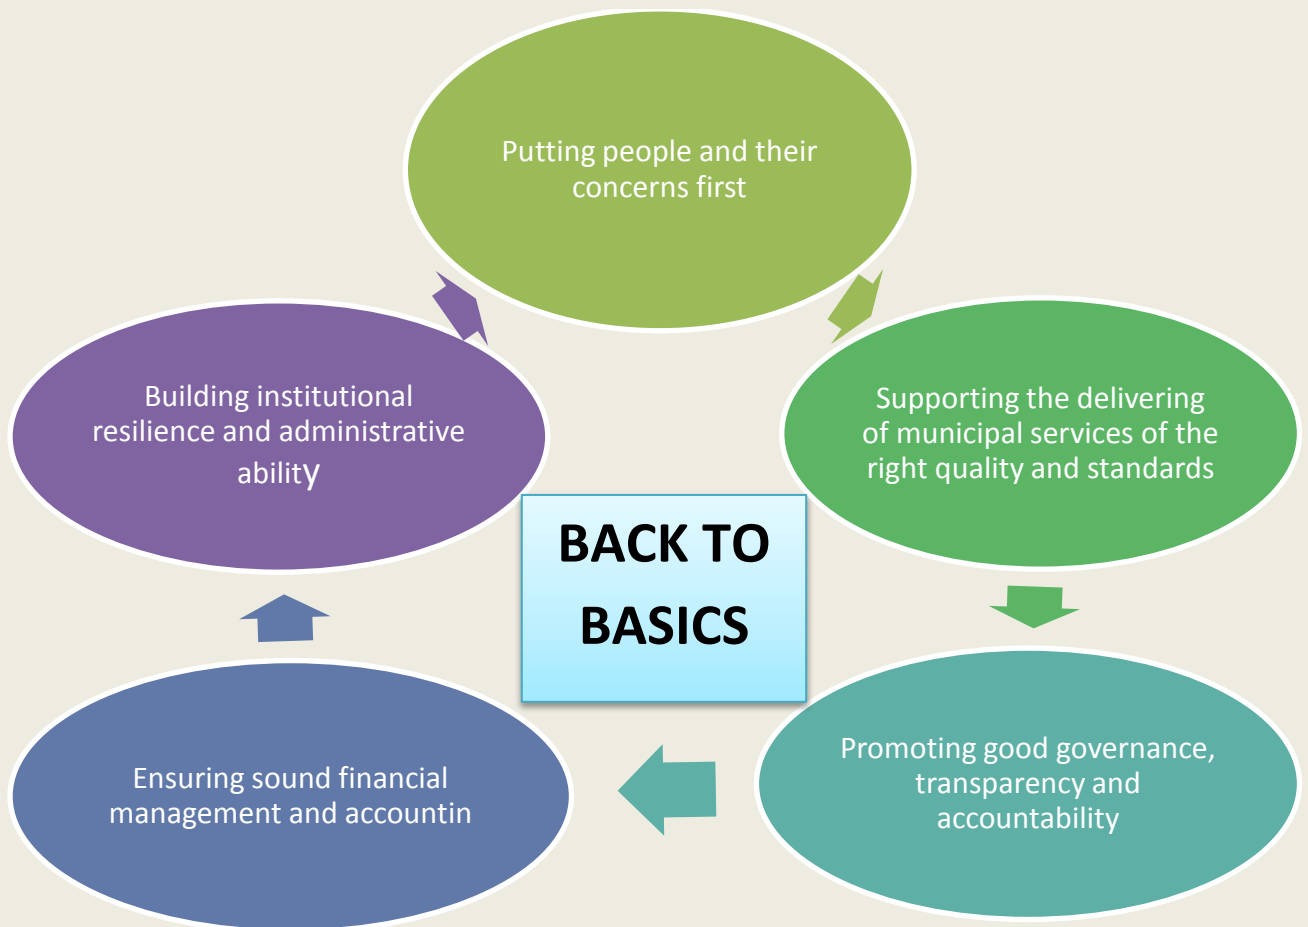 Putting people and their
concerns first
Supporting the delivering
of municipal services of the
right quality and standards
Promoting good governance,
transparency and
accountability
Ensuring sound financial
management and accountin
Building institutional
resilience and administrative
ability
BACK TO
BASICS